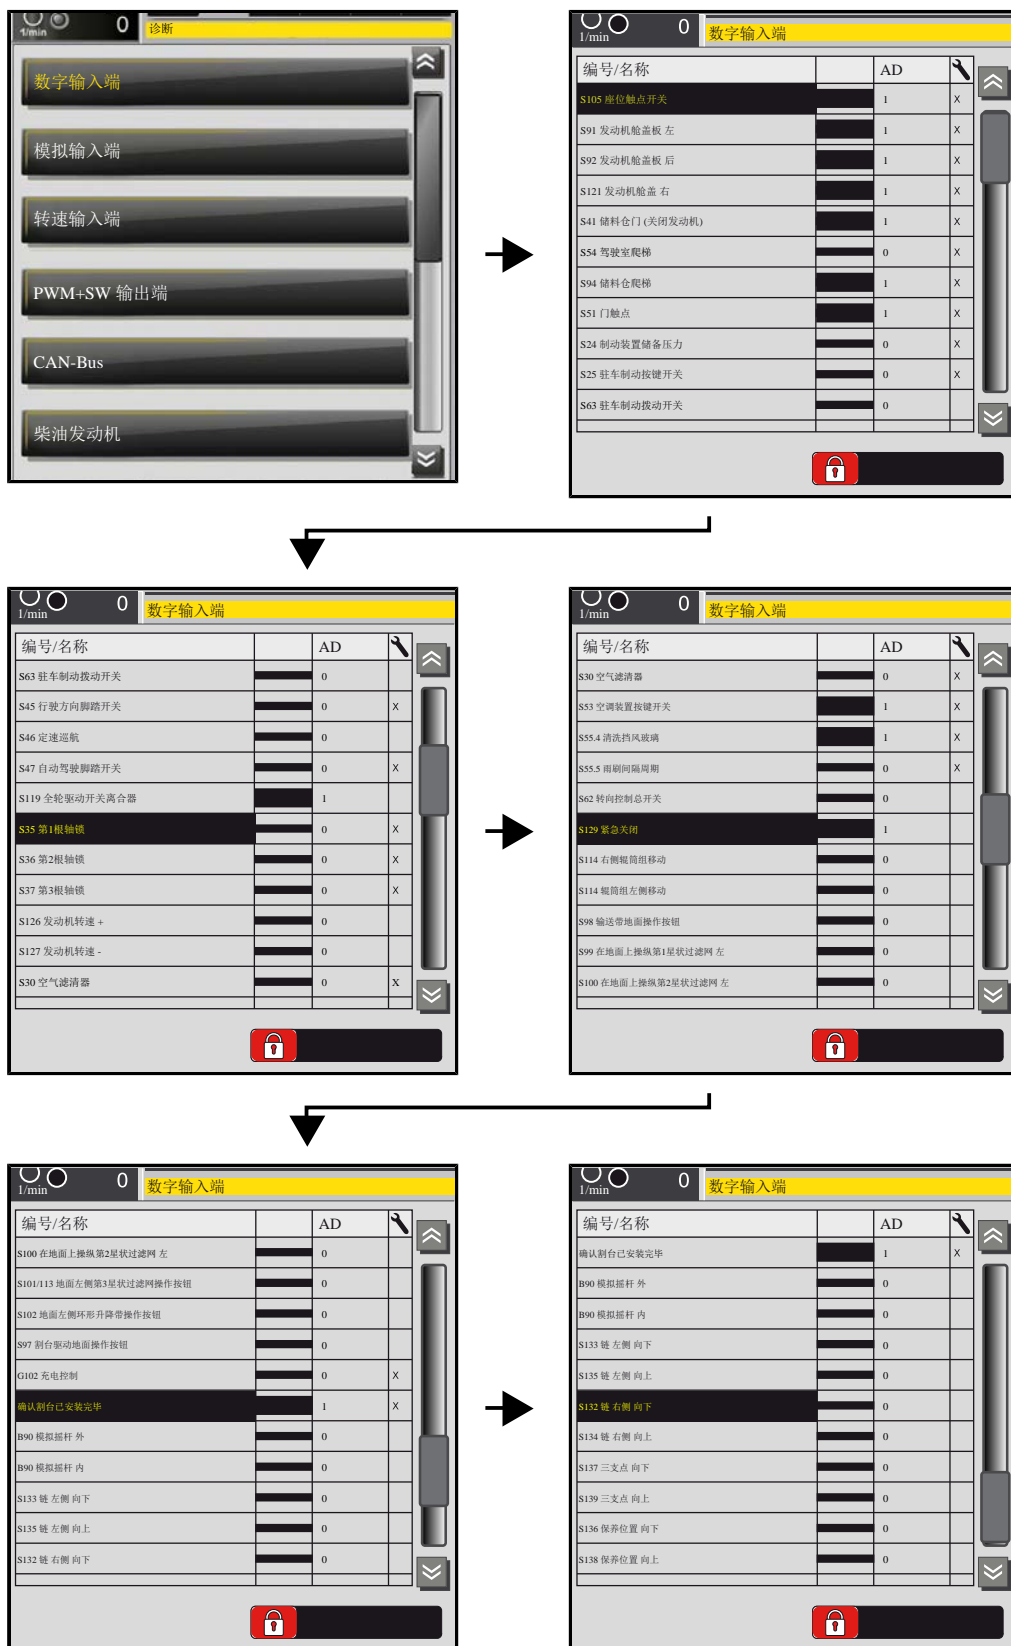 1/min 0 诊断
数字输入端
模拟输入端
转速输入端
PWM+SW 输出端
CAN-Bus
柴油发动机
1/min 0 数字输入端
编号/名称 AD
S105 座位触点开关 1 X
S91 发动机舱盖板 左 1 X
S92 发动机舱盖板 后 1 X
S121 发动机舱盖 右 1 X
S41 储料仓门 (关闭发动机) 1 X
S54 驾驶室爬梯 0 X
S94 储料仓爬梯 1 X
S51 门触点 1 X
S24 制动装置储备压力 0 X
S25 驻车制动按键开关 0 X
S63 驻车制动拨动开关 0
1/min 0 数字输入端
编号/名称 AD
S63 驻车制动拨动开关 0
S45 行驶方向脚踏开关 0 X
S46 定速巡航 0
S47 自动驾驶脚踏开关 0 X
S119 全轮驱动开关离合器 1
S35 第1根轴锁 0 X
S36 第2根轴锁 0 X
S37 第3根轴锁 0 X
S126 发动机转速 + 0
S127 发动机转速 - 0
S30 空气滤清器 0 X
1/min 0 数字输入端
编号/名称 AD
S30 空气滤清器 0 X
S53 空调装置按键开关 1 X
S55.4 清洗挡风玻璃 1 X
S55.5 雨刷间隔周期 0 X
S62 转向控制总开关 0
S129 紧急关闭 1
S114 右侧辊筒组移动 0
S114 辊筒组左侧移动 0
S98 输送带地面操作按钮 0
S99 在地面上操纵第1星状过滤网 左 0
S100 在地面上操纵第2星状过滤网 左 0
1/min 0 数字输入端
编号/名称 AD
S100 在地面上操纵第2星状过滤网 左 0
S101/113 地面左侧第3星状过滤网操作按钮 0
S102 地面左侧环形升降带操作按钮 0
S97 割台驱动地面操作按钮 0
G102 充电控制 0 X
确认割台已安装完毕 1 X
B90 模拟摇杆 外 0
B90 模拟摇杆 内 0
S133 链 左侧 向下 0
S135 链 左侧 向上 0
S132 链 右侧 向下 0
1/min 0 数字输入端
编号/名称 AD
确认割台已安装完毕 1 X
B90 模拟摇杆 外 0
B90 模拟摇杆 内 0
S133 链 左侧 向下 0
S135 链 左侧 向上 0
S132 链 右侧 向下 0
S134 链 右侧 向上 0
S137 三支点 向下 0
S139 三支点 向上 0
S136 保养位置 向下 0
S138 保养位置 向上 0